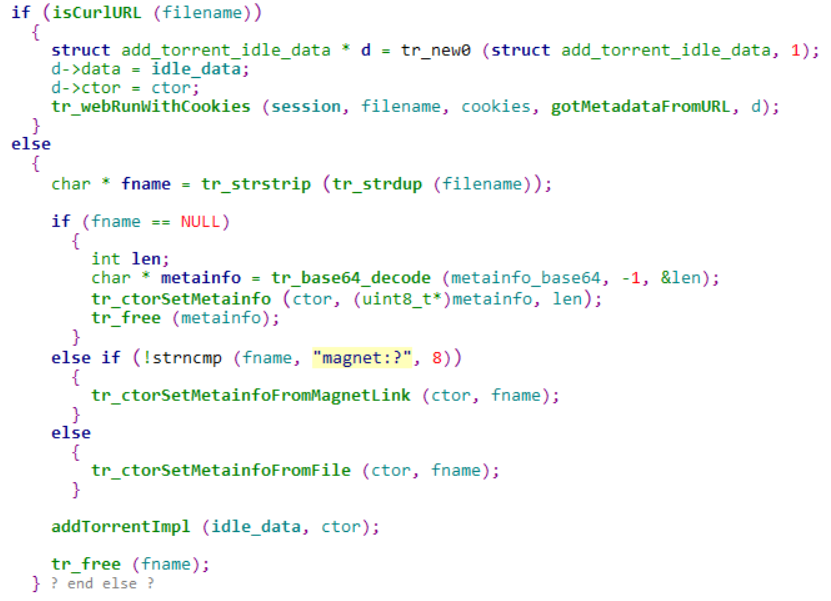 if (isCurlURL (filename))
  {
    struct add_torrent_idle_data * d = tr_new0 (struct add_torrent_idle_data, 1);
    d->data = idle_data;
    d->ctor = ctor;
    tr_webRunWithCookies (session, filename, cookies, gotMetadataFromURL, d);
  }
else
  {
    char * fname = tr_strstrip (tr_strdup (filename));

    if (fname == NULL)
      {
        int len;
        char * metainfo = tr_base64_decode (metainfo_base64, -1, &len);
        tr_ctorSetMetainfo (ctor, (uint8_t*)metainfo, len);
        tr_free (metainfo);
      }
    else if (!strncmp (fname, "magnet:?", 8))
      {
        tr_ctorSetMetainfoFromMagnetLink (ctor, fname);
      }
    else
      {
        tr_ctorSetMetainfoFromFile (ctor, fname);
      }

    addTorrentImpl (idle_data, ctor);

    tr_free (fname);
  } ? end else ?